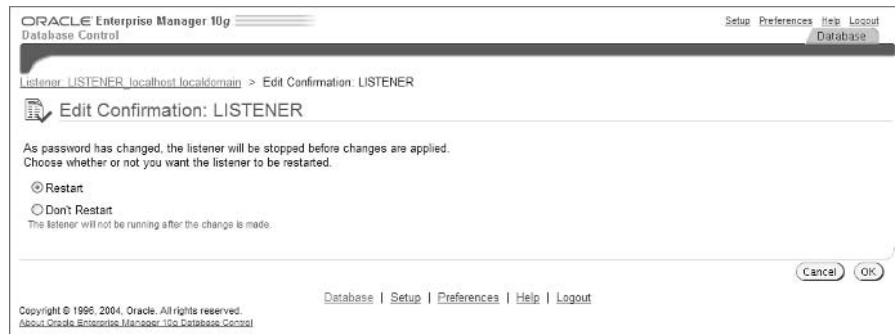 ORACLE Enterprise Manager 10g
Database Control
Setup Preferences Help Logout
Database
Listener: LISTENER_localhost.localdomain > Edit Confirmation: LISTENER
Edit Confirmation: LISTENER
As password has changed, the listener will be stopped before changes are applied.
Choose whether or not you want the listener to be restarted.
Restart
Don't Restart
The listener will not be running after the change is made.
Cancel OK
Database | Setup | Preferences | Help | Logout
Copyright © 1996, 2004, Oracle. All rights reserved.
About Oracle Enterprise Manager 10g Database Control